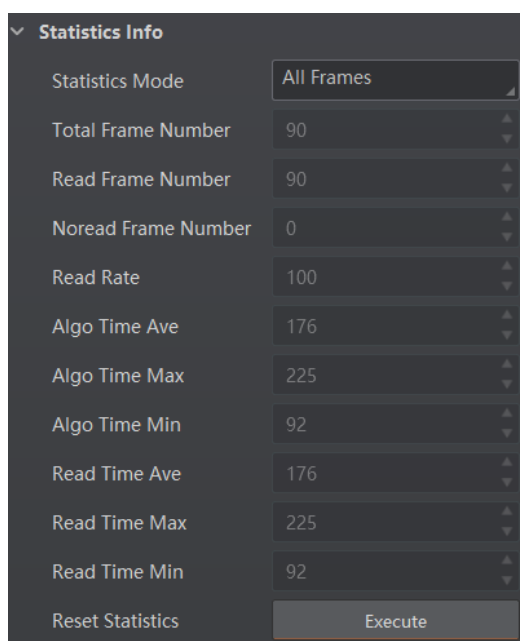 Statistics Info
Statistics Mode All Frames
Total Frame Number 90
Read Frame Number 90
Noread Frame Number 0
Read Rate 100
Algo Time Ave 176
Algo Time Max 225
Algo Time Min 92
Read Time Ave 176
Read Time Max 225
Read Time Min 92
Reset Statistics Execute